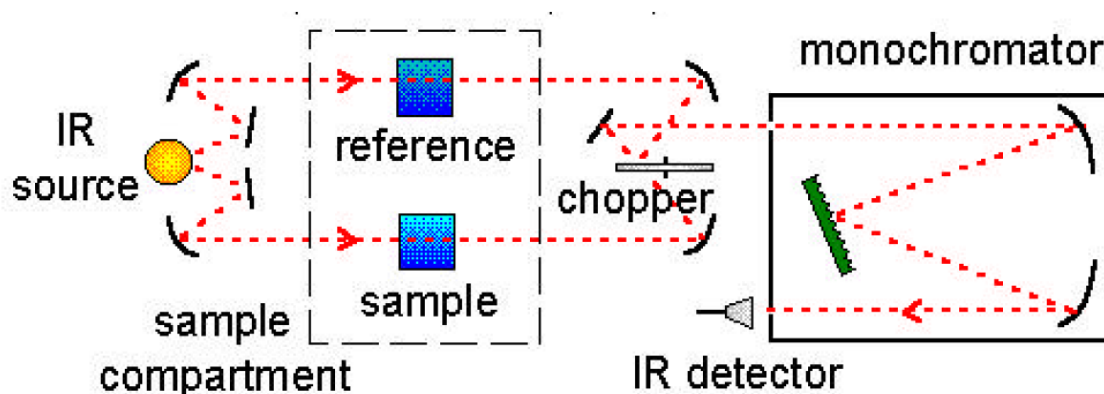 monochromator
IR
source
reference
chopper
sample
sample
compartment
IR detector